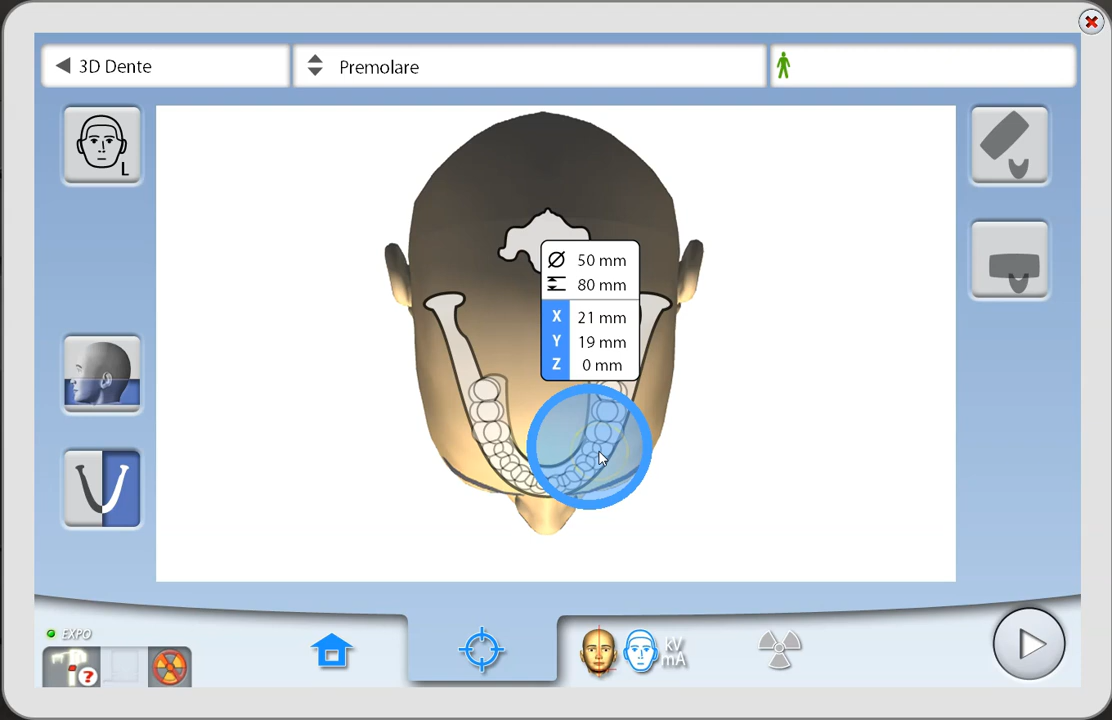 3D Dente
Premolare
L
Ø 50 mm
80 mm
X 21 mm
Y 19 mm
Z 0 mm
EXPO
?
kV
mA